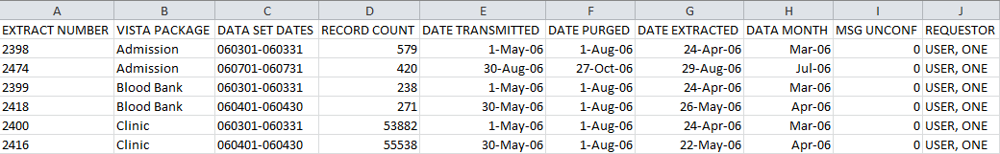 A B C D E F G H I J
EXTRACT NUMBER VISTA PACKAGE DATA SET DATES RECORD COUNT DATE TRANSMITTED DATE PURGED DATE EXTRACTED DATA MONTH MSG UNCONF REQUESTOR
2398 Admission 060301-060331 579 1-May-06 1-Aug-06 24-Apr-06 Mar-06 0 USER, ONE
2474 Admission 060701-060731 420 30-Aug-06 27-Oct-06 29-Aug-06 Jul-06 0 USER, ONE
2399 Blood Bank 060301-060331 238 1-May-06 1-Aug-06 24-Apr-06 Mar-06 0 USER, ONE
2418 Blood Bank 060401-060430 271 30-May-06 1-Aug-06 26-May-06 Apr-06 0 USER, ONE
2400 Clinic 060301-060331 53882 1-May-06 1-Aug-06 24-Apr-06 Mar-06 0 USER, ONE
2416 Clinic 060401-060430 55538 30-May-06 1-Aug-06 22-May-06 Apr-06 0 USER, ONE